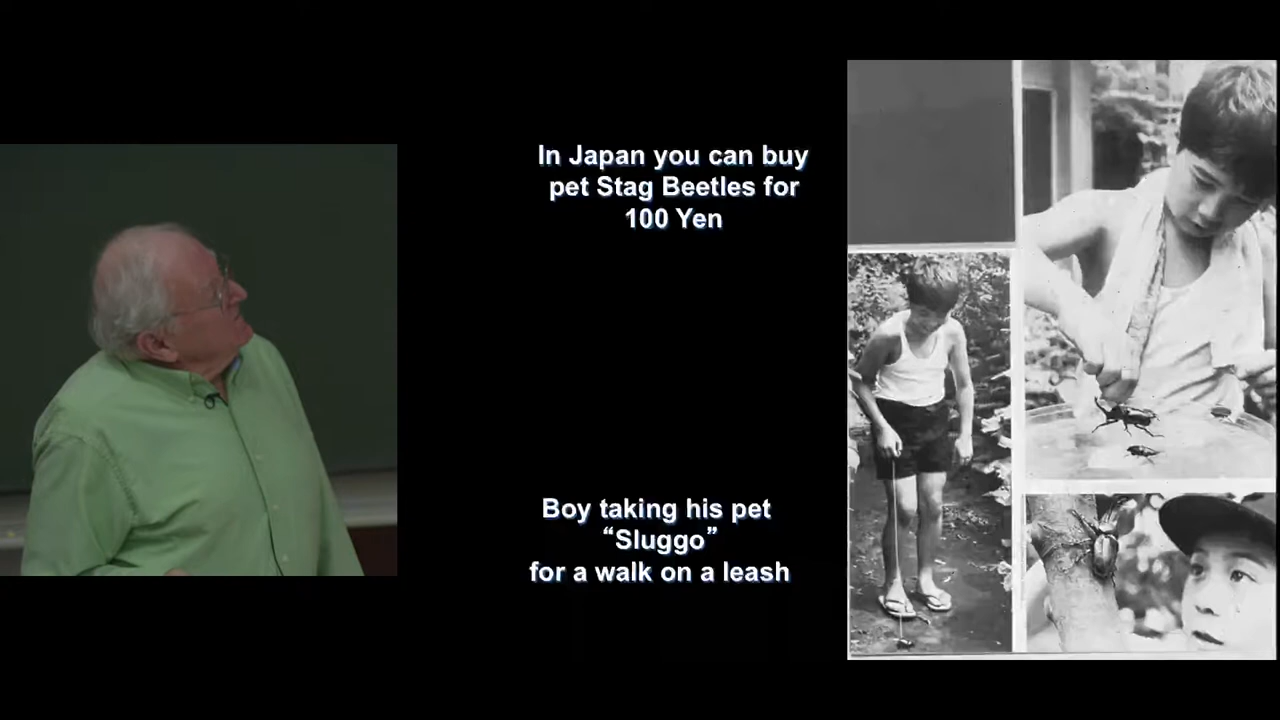 In Japan you can buy
pet Stag Beetles for
100 Yen
Boy taking his pet
“Sluggo”
for a walk on a leash